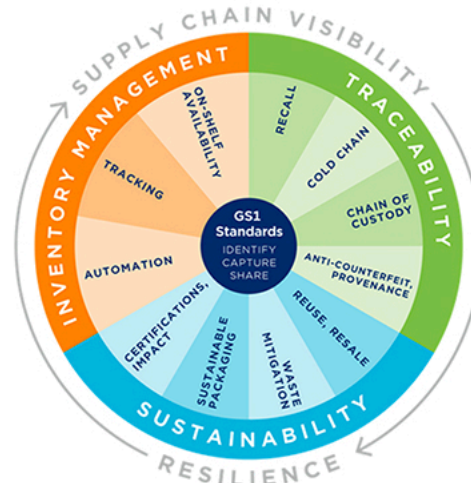 SUPPLY CHAIN VISIBILITY
INVENTORY MANAGEMENT
TRACEABILITY
ON-SHELF
AVAILABILITY
RECALL
COLD CHAIN
TRACKING
CHAIN OF
CUSTODY
GS1
Standards
IDENTIFY
CAPTURE
SHARE
AUTOMATION
ANTI-COUNTERFEIT,
PROVENANCE
CERTIFICATIONS,
IMPACT
SUSTAINABLE
PACKAGING
WASTE
MITIGATION
REUSE, RESALE
SUSTAINABILITY
RESILIENCE